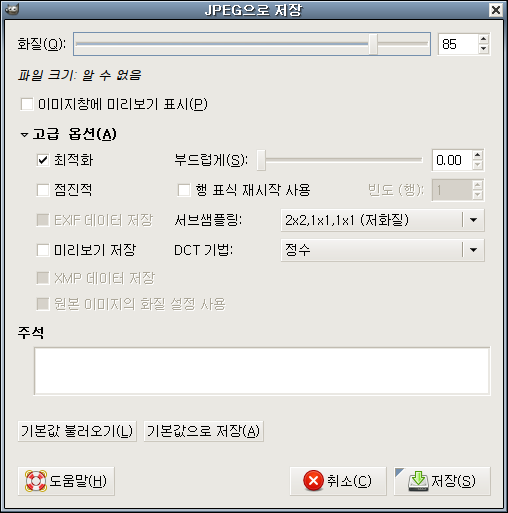 JPEG으로 저장
화질(Q): 85
파일 크기: 알 수 없음
이미지창에 미리보기 표시(P)
고급 옵션(A)
최적화 부드럽게(S): 0.00
점진적 행 표식 재시작 사용 빈도 (행): 1
EXIF 데이터 저장 서브샘플링: 2x2,1x1,1x1 (저화질)
미리보기 저장 DCT 기법: 정수
XMP 데이터 저장
원본 이미지의 화질 설정 사용
주석
기본값 불러오기(L) 기본값으로 저장(A)
도움말(H) 취소(C) 저장(S)